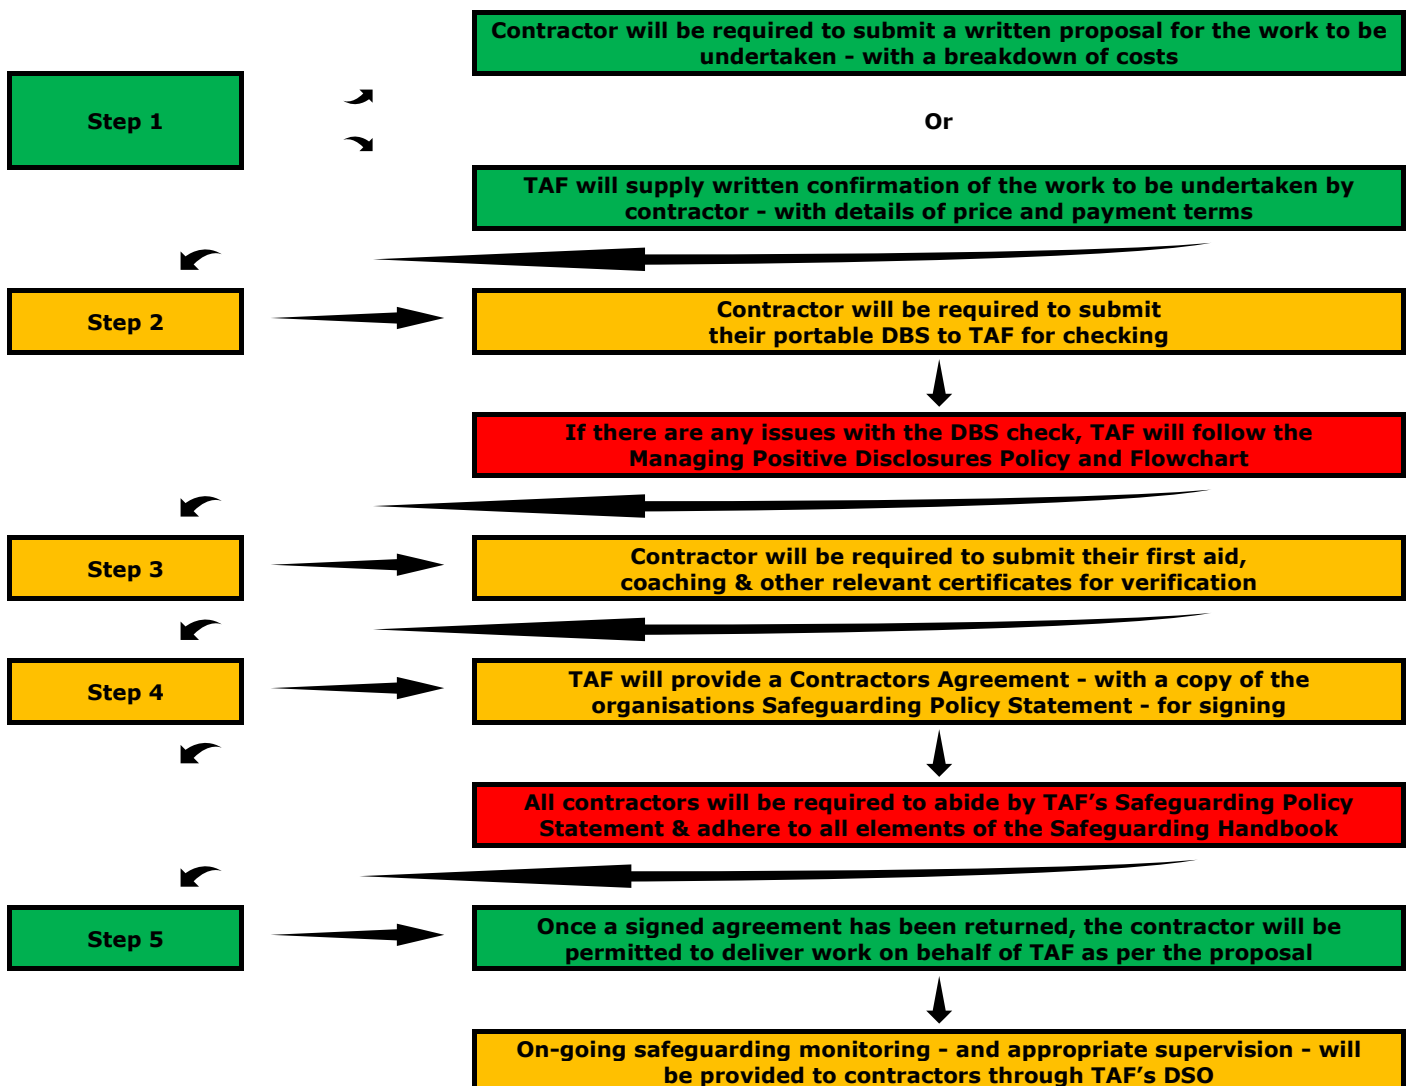 Contractor will be required to submit a written proposal for the work to be
undertaken - with a breakdown of costs
Step 1
Or
TAF will supply written confirmation of the work to be undertaken by
contractor - with details of price and payment terms
Step 2
Contractor will be required to submit
their portable DBS to TAF for checking
If there are any issues with the DBS check, TAF will follow the
Managing Positive Disclosures Policy and Flowchart
Step 3
Contractor will be required to submit their first aid,
coaching & other relevant certificates for verification
Step 4
TAF will provide a Contractors Agreement - with a copy of the
organisations Safeguarding Policy Statement - for signing
All contractors will be required to abide by TAF’s Safeguarding Policy
Statement & adhere to all elements of the Safeguarding Handbook
Step 5
Once a signed agreement has been returned, the contractor will be
permitted to deliver work on behalf of TAF as per the proposal
On-going safeguarding monitoring - and appropriate supervision - will
be provided to contractors through TAF’s DSO